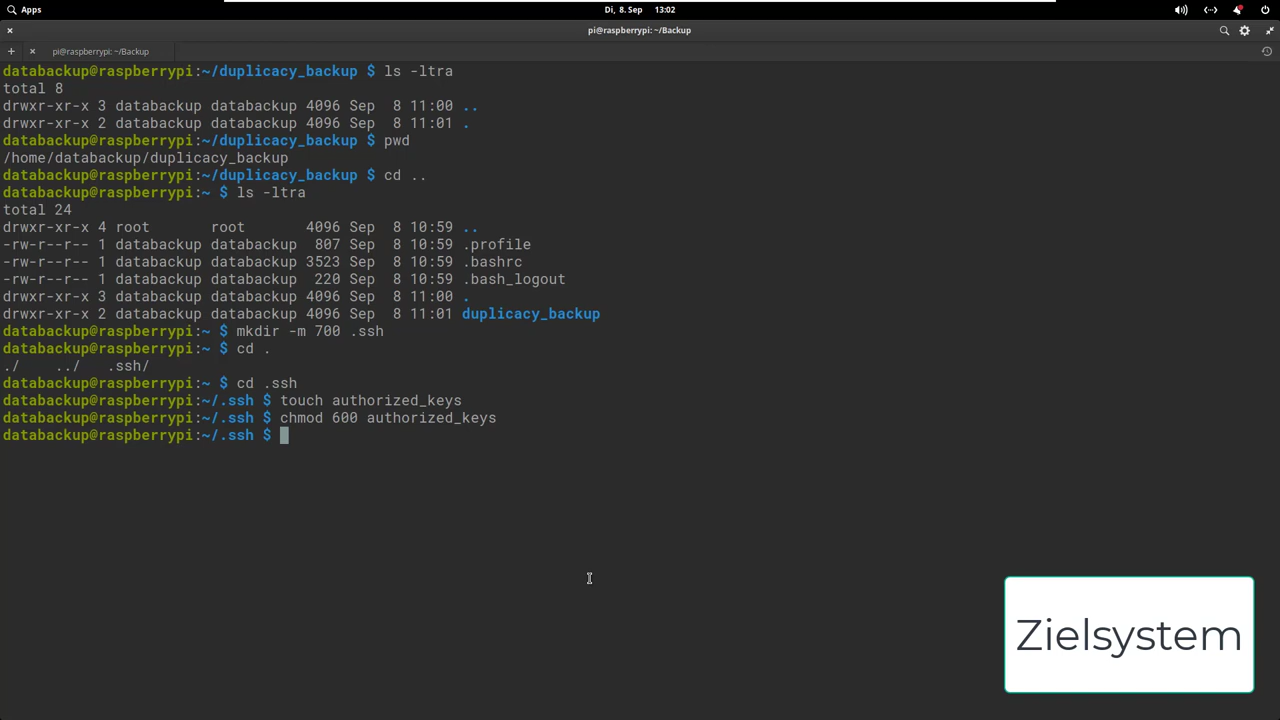 Apps
Di, 8. Sep 13:02
pi@raspberrypi: ~/Backup
pi@raspberrypi: ~/Backup
databackup@raspberrypi:~/duplicacy_backup $ ls -ltra
total 8
drwxr-xr-x 3 databackup databackup 4096 Sep  8 11:00 ..
drwxr-xr-x 2 databackup databackup 4096 Sep  8 11:01 .
databackup@raspberrypi:~/duplicacy_backup $ pwd
/home/databackup/duplicacy_backup
databackup@raspberrypi:~/duplicacy_backup $ cd ..
databackup@raspberrypi:~ $ ls -ltra
total 24
drwxr-xr-x 4 root       root       4096 Sep  8 10:59 ..
-rw-r--r-- 1 databackup databackup  807 Sep  8 10:59 .profile
-rw-r--r-- 1 databackup databackup 3523 Sep  8 10:59 .bashrc
-rw-r--r-- 1 databackup databackup  220 Sep  8 10:59 .bash_logout
drwxr-xr-x 3 databackup databackup 4096 Sep  8 11:00 .
drwxr-xr-x 2 databackup databackup 4096 Sep  8 11:01 duplicacy_backup
databackup@raspberrypi:~ $ mkdir -m 700 .ssh
databackup@raspberrypi:~ $ cd .
./    ../   .ssh/
databackup@raspberrypi:~ $ cd .ssh
databackup@raspberrypi:~/.ssh $ touch authorized_keys
databackup@raspberrypi:~/.ssh $ chmod 600 authorized_keys
databackup@raspberrypi:~/.ssh $
Zielsystem